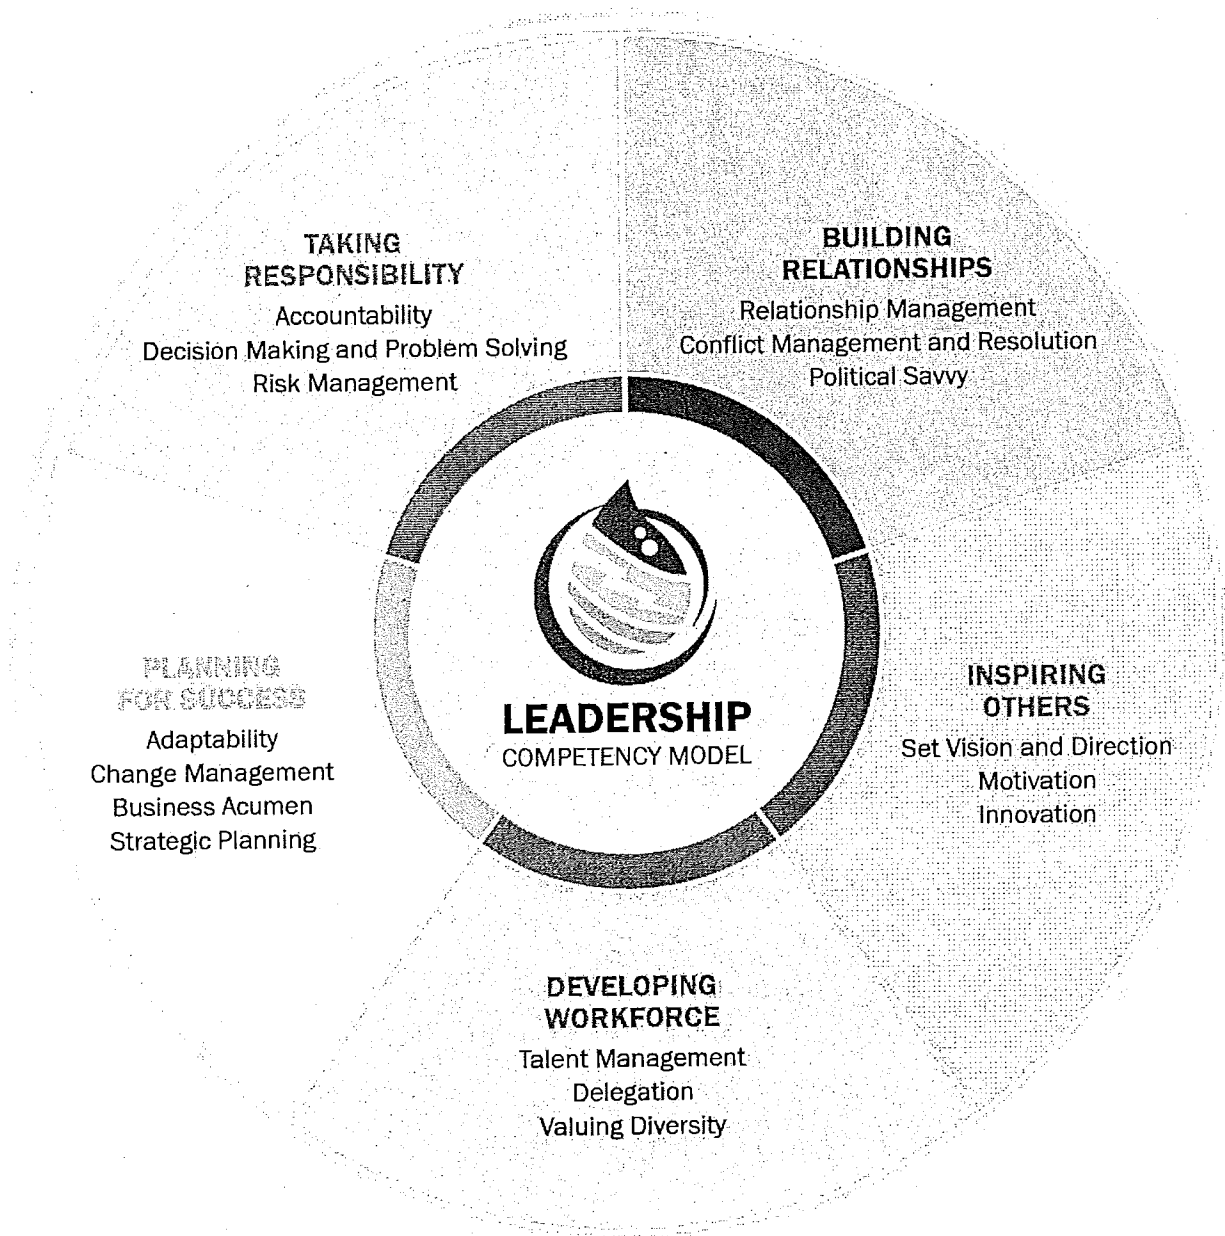 TAKING
RESPONSIBILITY
Accountability
Decision Making and Problem Solving
Risk Management
BUILDING
RELATIONSHIPS
Relationship Management
Conflict Management and Resolution
Political Savvy
INSPIRING
OTHERS
Set Vision and Direction
Motivation
Innovation
DEVELOPING
WORKFORCE
Talent Management
Delegation
Valuing Diversity
PLANNING
FOR SUCCESS
Adaptability
Change Management
Business Acumen
Strategic Planning
LEADERSHIP
COMPETENCY MODEL